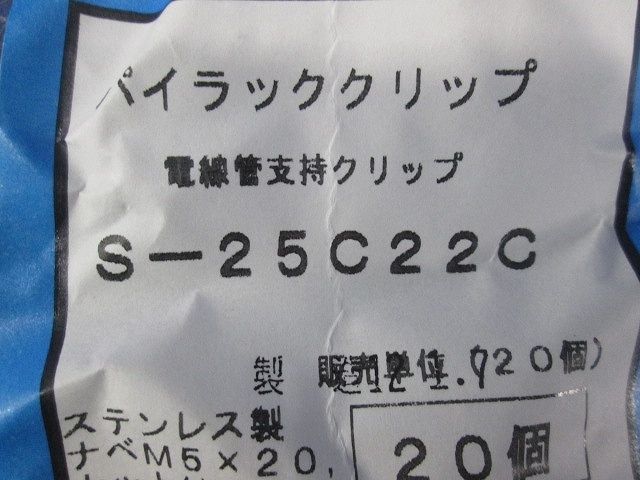 パイラッククリップ
電線管支持クリップ
S－25C22C
製 販売単位 (20個)
ステンレス製
ナベM5×20,
20個